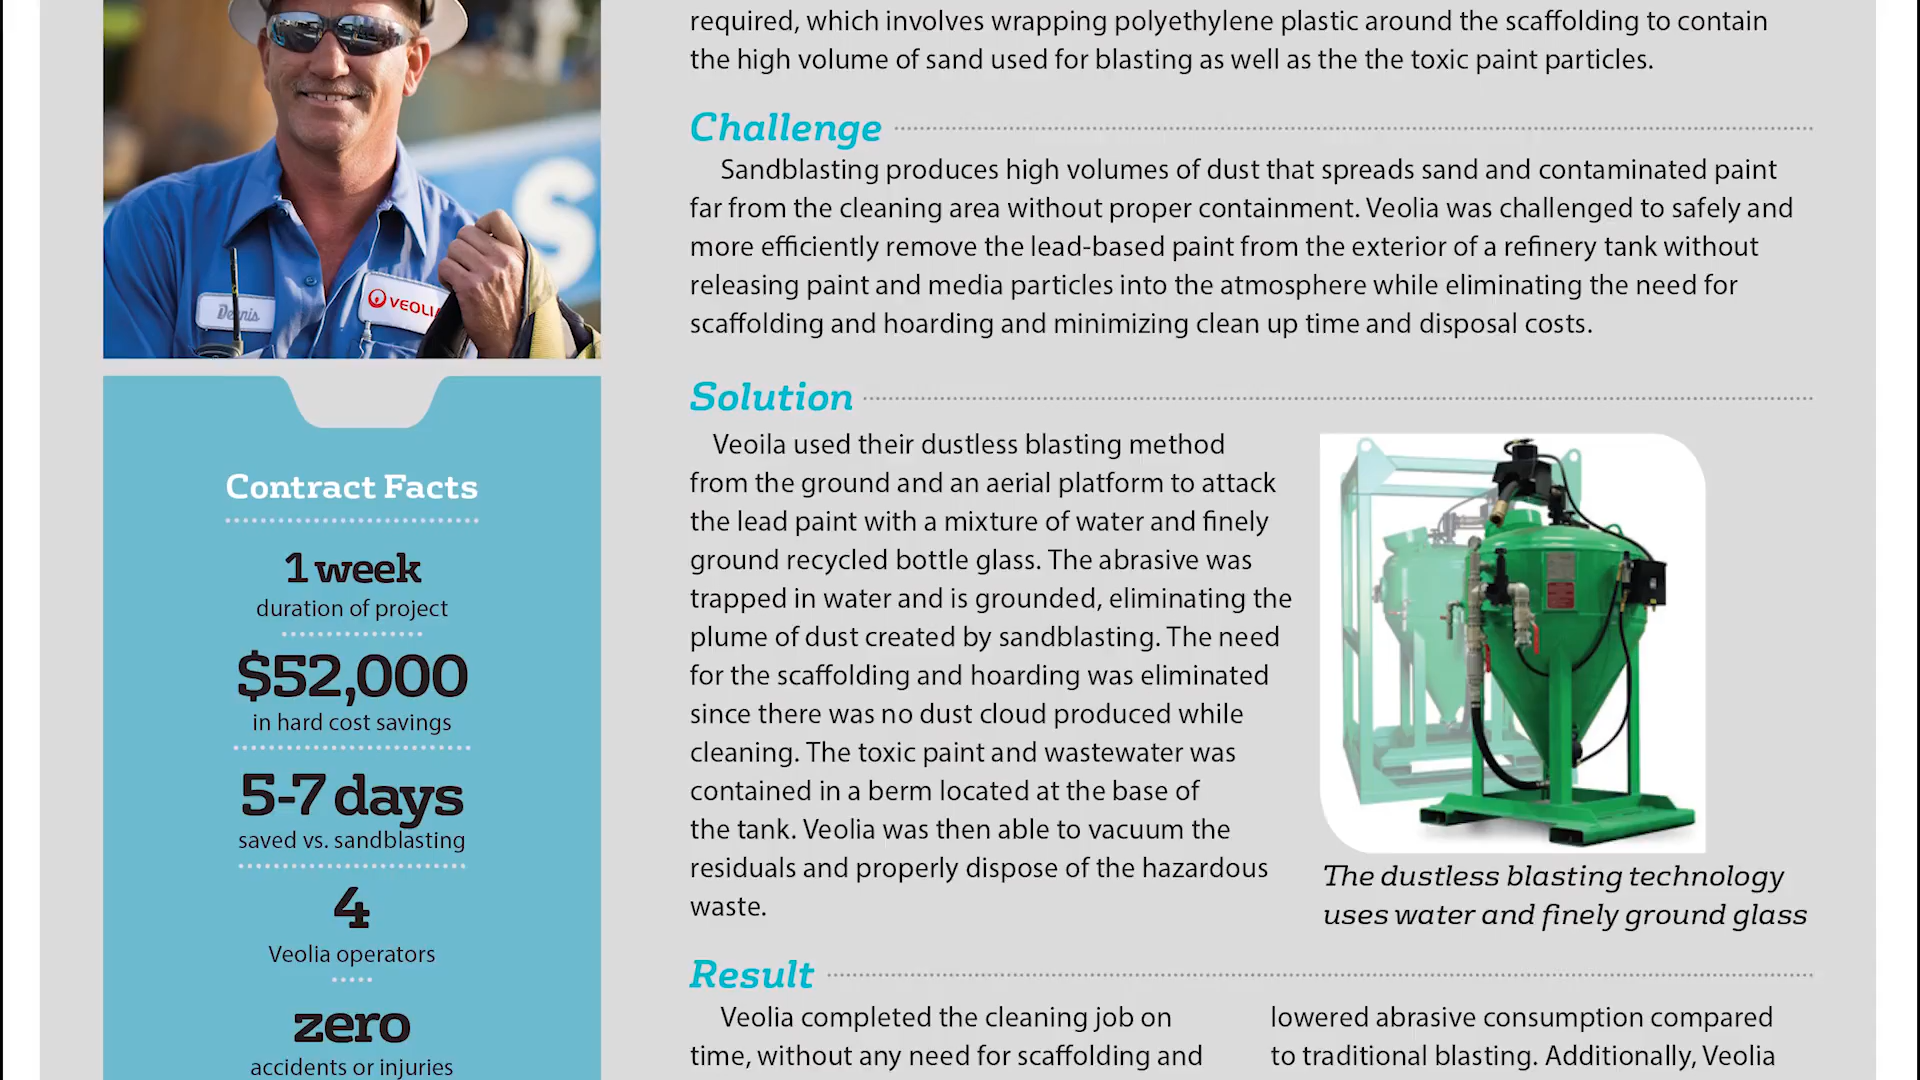 required, which involves wrapping polyethylene plastic around the scaffolding to contain
the high volume of sand used for blasting as well as the the toxic paint particles.
Challenge
Sandblasting produces high volumes of dust that spreads sand and contaminated paint
far from the cleaning area without proper containment. Veolia was challenged to safely and
more efficiently remove the lead-based paint from the exterior of a refinery tank without
releasing paint and media particles into the atmosphere while eliminating the need for
scaffolding and hoarding and minimizing clean up time and disposal costs.
S
Dennis
VEOLIA
Solution
Veoila used their dustless blasting method
from the ground and an aerial platform to attack
the lead paint with a mixture of water and finely
ground recycled bottle glass. The abrasive was
trapped in water and is grounded, eliminating the
plume of dust created by sandblasting. The need
for the scaffolding and hoarding was eliminated
since there was no dust cloud produced while
cleaning. The toxic paint and wastewater was
contained in a berm located at the base of
the tank. Veolia was then able to vacuum the
residuals and properly dispose of the hazardous
waste.
The dustless blasting technology
uses water and finely ground glass
Contract Facts
1 week
duration of project
$52,000
in hard cost savings
5-7 days
saved vs. sandblasting
4
Veolia operators
zero
accidents or injuries
Result
Veolia completed the cleaning job on
time, without any need for scaffolding and
lowered abrasive consumption compared
to traditional blasting. Additionally, Veolia